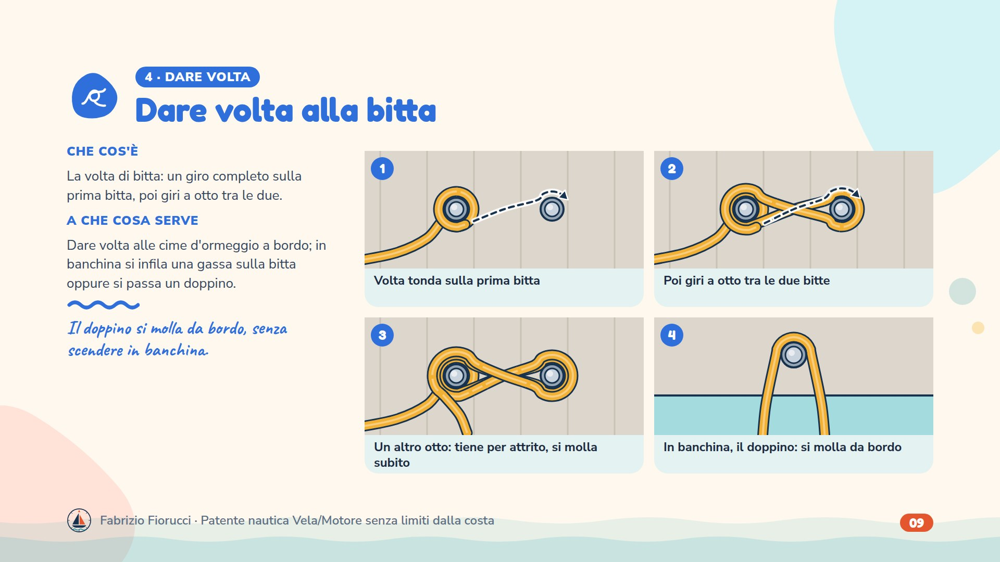 4 · DARE VOLTA
Dare volta alla bitta
CHE COS'È
La volta di bitta: un giro completo sulla
prima bitta, poi giri a otto tra le due.
A CHE COSA SERVE
Dare volta alle cime d'ormeggio a bordo; in
banchina si infila una gassa sulla bitta
oppure si passa un doppino.
Il doppino si molla da bordo, senza
scendere in banchina.
1
Volta tonda sulla prima bitta
2
Poi giri a otto tra le due bitte
3
Un altro otto: tiene per attrito, si molla
subito
4
In banchina, il doppino: si molla da bordo
Fabrizio Fiorucci · Patente nautica Vela/Motore senza limiti dalla costa
09